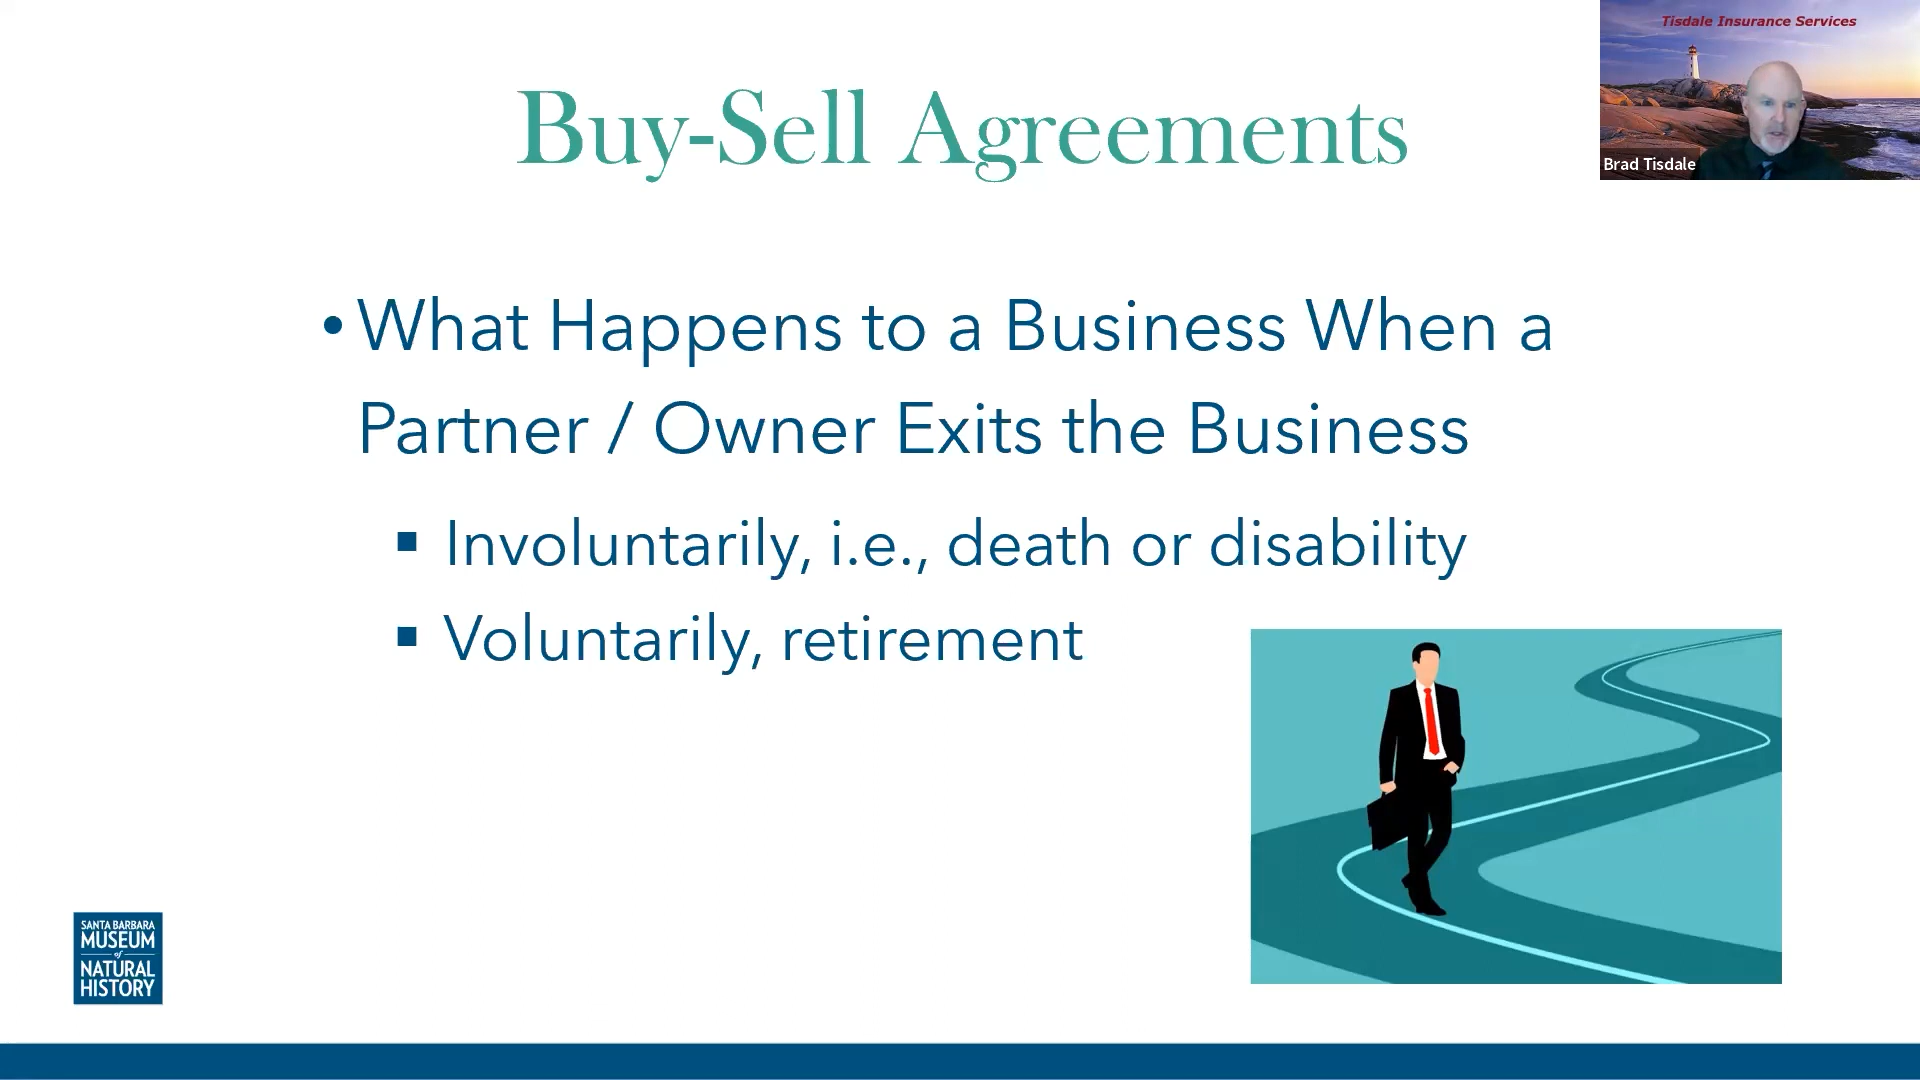 Tisdale Insurance Services
Brad Tisdale
Buy-Sell Agreements
• What Happens to a Business When a
Partner / Owner Exits the Business
▪ Involuntarily, i.e., death or disability
▪ Voluntarily, retirement
SANTA BARBARA
MUSEUM
of
NATURAL
HISTORY